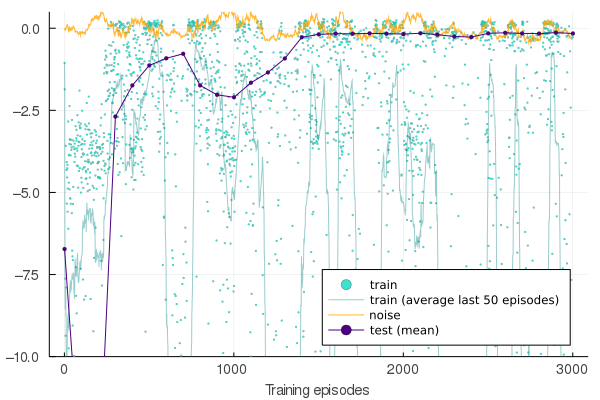 0.0
−2.5
−5.0
−7.5
−10.0
train
train (average last 50 episodes)
noise
test (mean)
0
1000
2000
3000
Training episodes